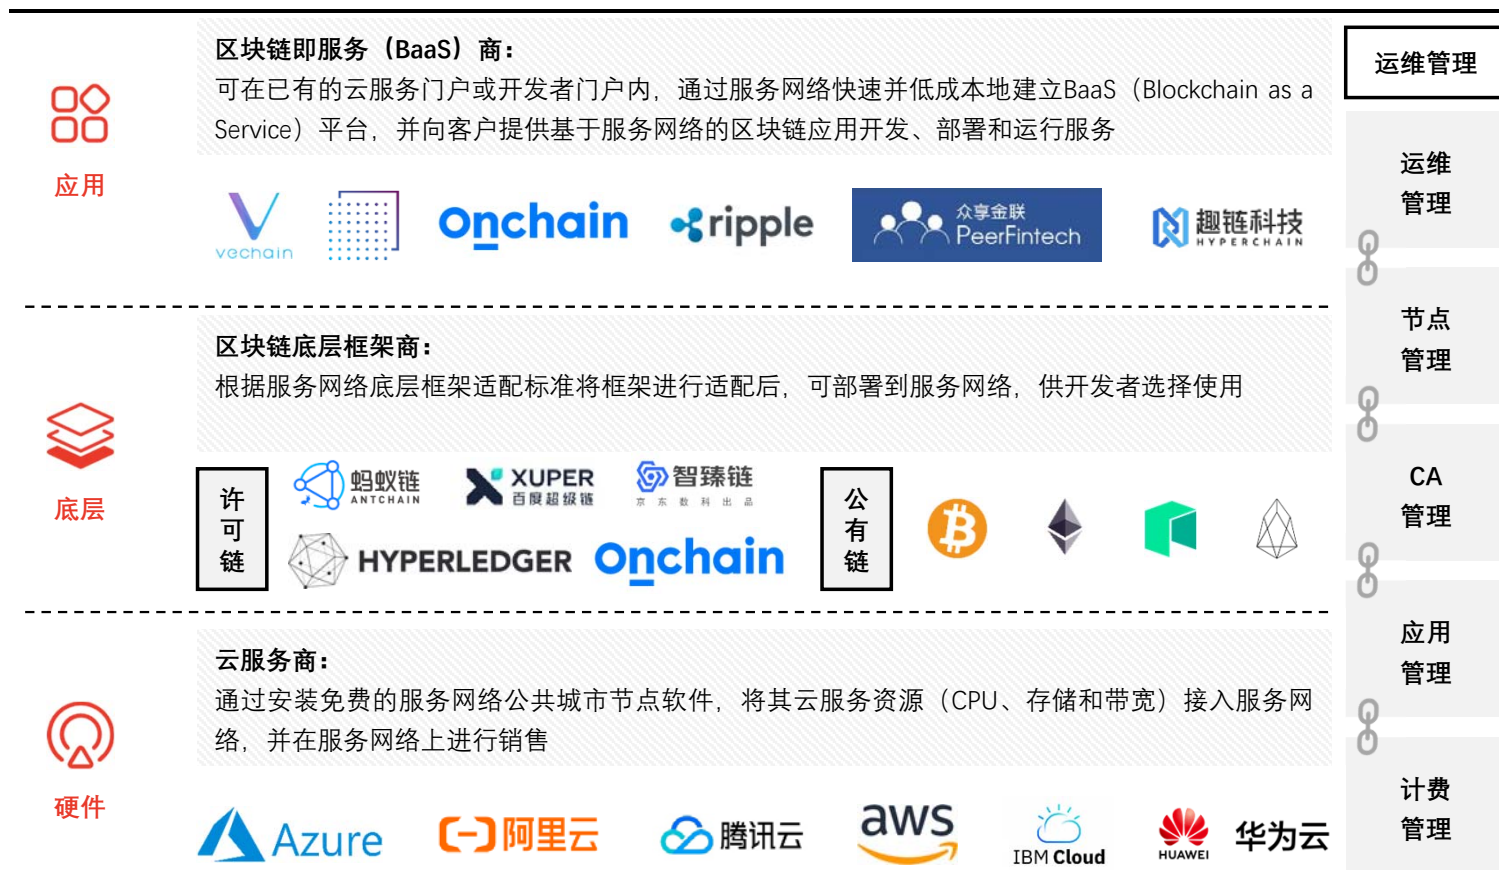 区块链即服务（BaaS）商：
可在已有的云服务门户或开发者门户内，通过服务网络快速并低成本地建立BaaS（Blockchain as a
Service）平台，并向客户提供基于服务网络的区块链应用开发、部署和运行服务
应用
vechain
Onchain
ripple
众享金联
PeerFintech
趣链科技
HYPERCHAIN
区块链底层框架商：
根据服务网络底层框架适配标准将框架进行适配后，可部署到服务网络，供开发者选择使用
底层
许
可
链
蚂蚁链
ANTCHAIN
XUPER
百度超级链
智臻链
京东数科出品
HYPERLEDGER
Onchain
公
有
链
云服务商：
通过安装免费的服务网络公共城市节点软件，将其云服务资源（CPU、存储和带宽）接入服务网
络，并在服务网络上进行销售
硬件
Azure
阿里云
腾讯云
aws
IBM Cloud
HUAWEI
华为云
运维管理
运维
管理
节点
管理
CA
管理
应用
管理
计费
管理